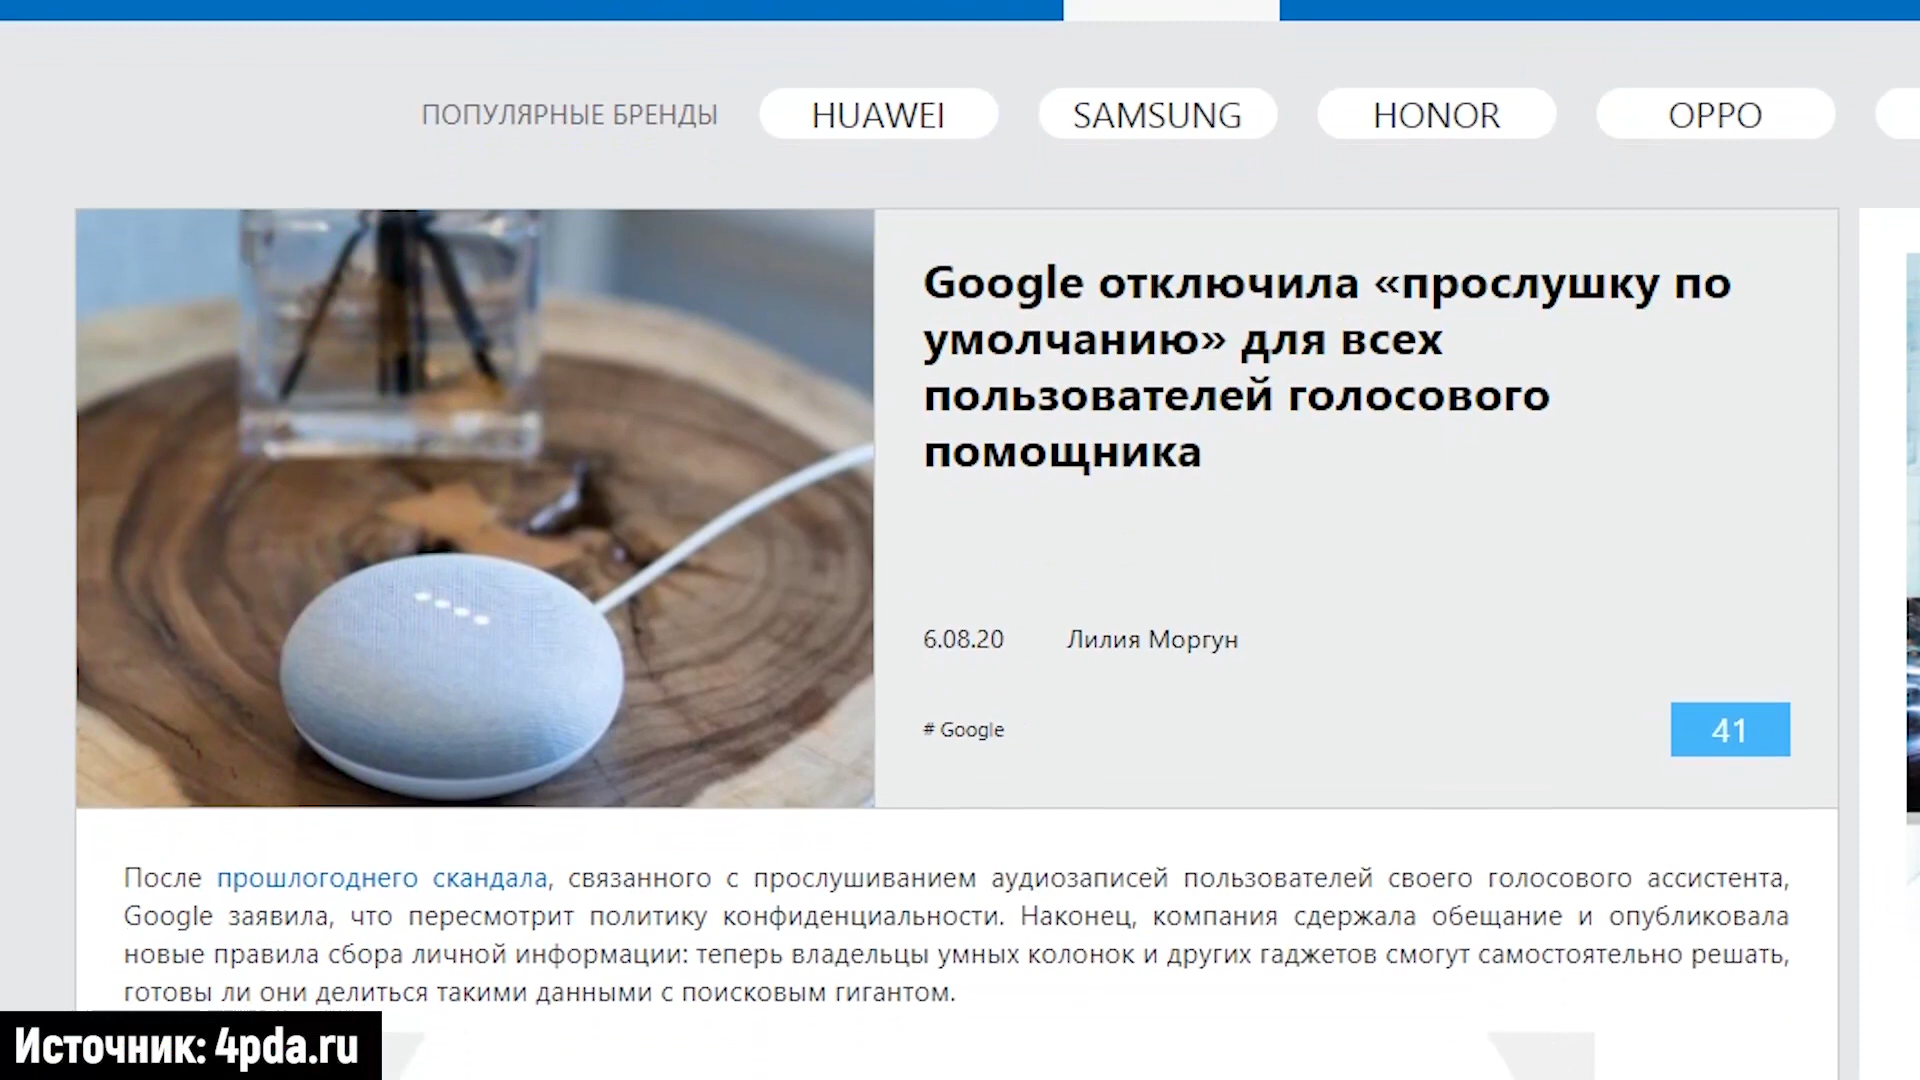 ПОПУЛЯРНЫЕ БРЕНДЫ HUAWEI SAMSUNG HONOR OPPO
Google отключила «прослушку по
умолчанию» для всех
пользователей голосового
помощника
6.08.20 Лилия Моргун
# Google 41
После прошлогоднего скандала, связанного с прослушиванием аудиозаписей пользователей своего голосового ассистента,
Google заявила, что пересмотрит политику конфиденциальности. Наконец, компания сдержала обещание и опубликовала
новые правила сбора личной информации: теперь владельцы умных колонок и других гаджетов смогут самостоятельно решать,
готовы ли они делиться такими данными с поисковым гигантом.
Источник: 4pda.ru